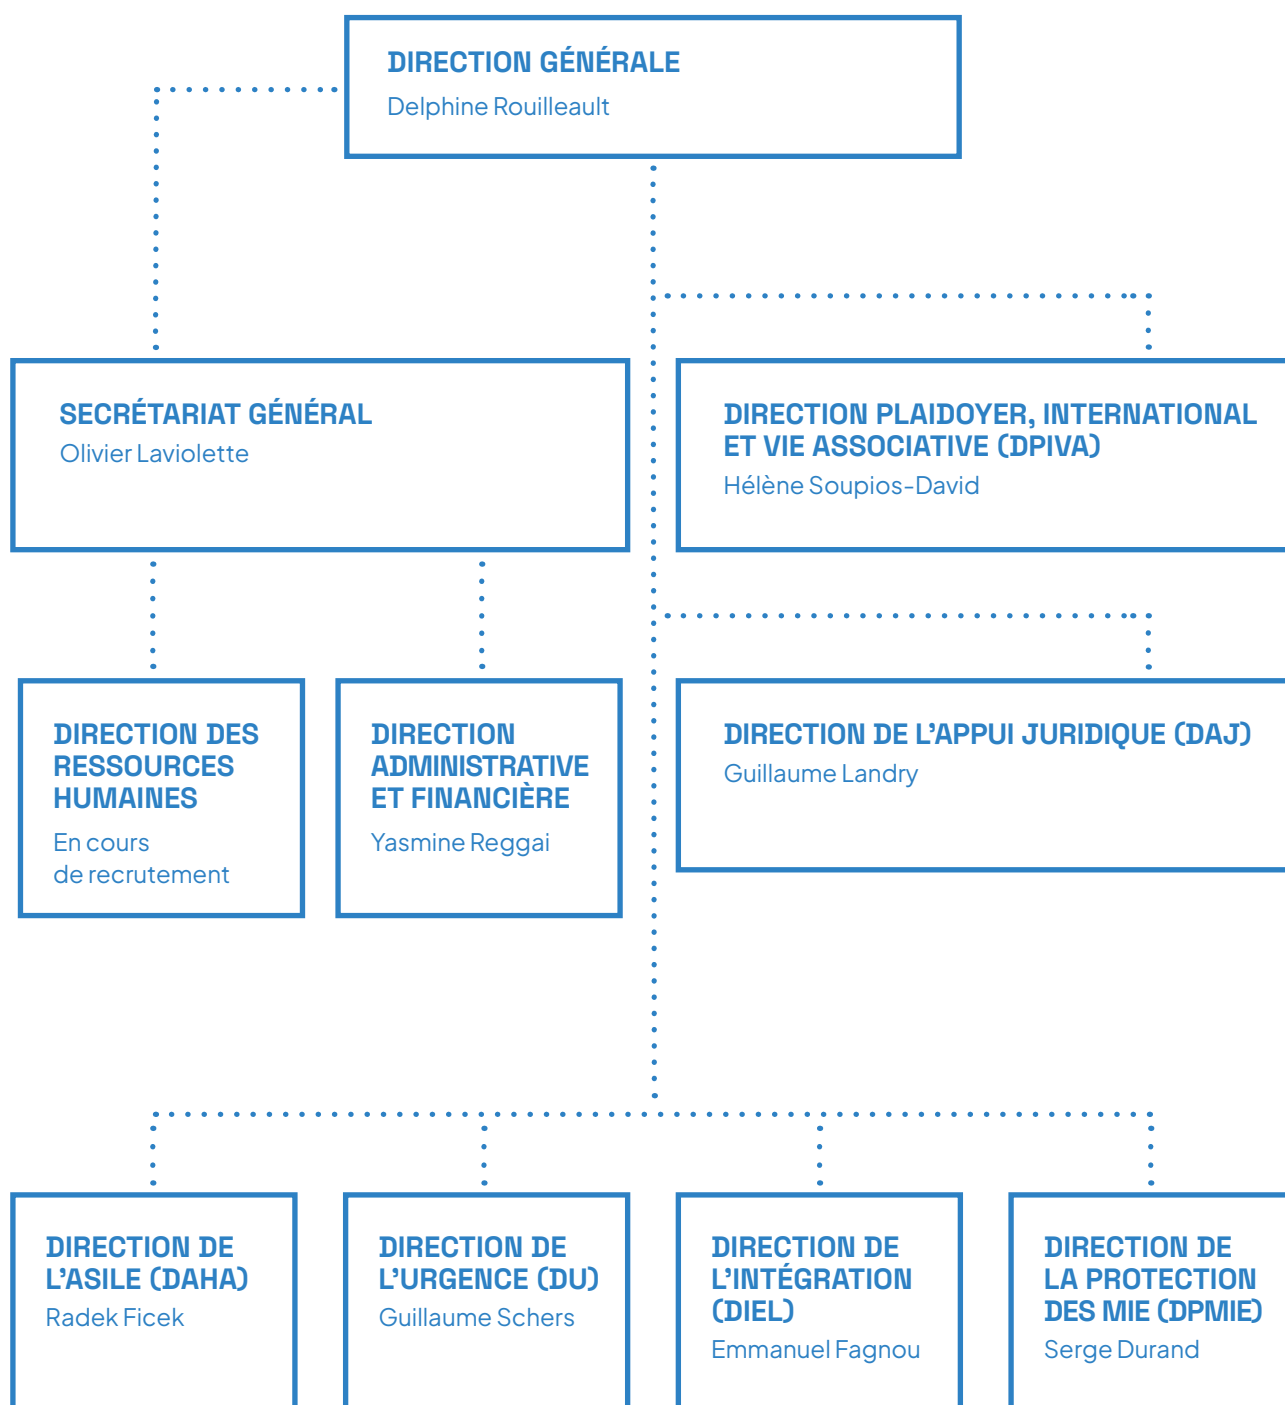 DIRECTION GÉNÉRALE
Delphine Rouilleault
SECRÉTARIAT GÉNÉRAL
Olivier Laviolette
DIRECTION PLAIDOYER, INTERNATIONAL
ET VIE ASSOCIATIVE (DPIVA)
Hélène Soupios-David
DIRECTION DES
RESSOURCES
HUMAINES
En cours
de recrutement
DIRECTION
ADMINISTRATIVE
ET FINANCIÈRE
Yasmine Reggai
DIRECTION DE L’APPUI JURIDIQUE (DAJ)
Guillaume Landry
DIRECTION DE
L’ASILE (DAHA)
Radek Ficek
DIRECTION DE
L’URGENCE (DU)
Guillaume Schers
DIRECTION DE
L’INTÉGRATION
(DIEL)
Emmanuel Fagnou
DIRECTION DE
LA PROTECTION
DES MIE (DPMIE)
Serge Durand